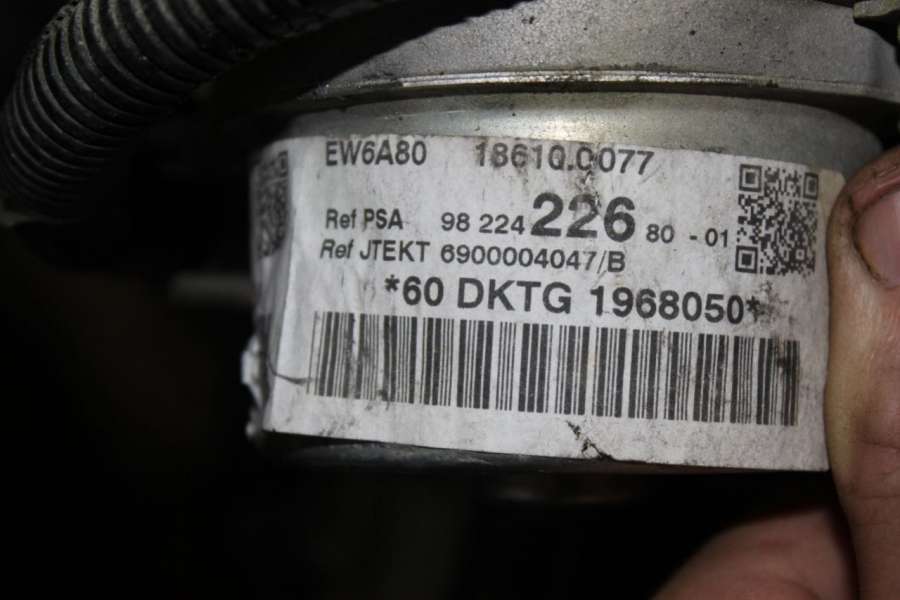 EW6A80 1861Q.0077
Ref PSA 98 224 226 80 - 01
Ref JTEKT 6900004047/B
*60 DKTG 1968050*